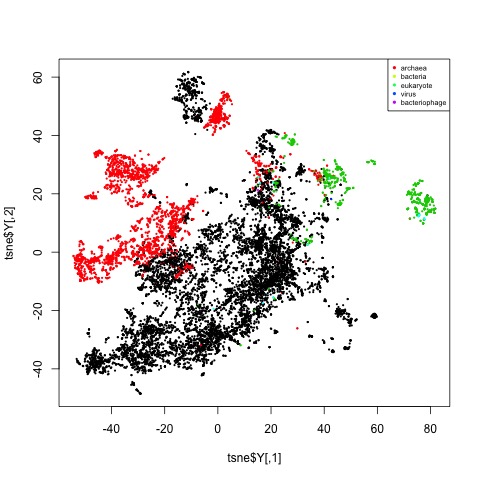 archaea
bacteria
eukaryote
virus
bacteriophage
60
40
20
0
-20
-40
tsne$Y[,2]
-40
-20
0
20
40
60
80
tsne$Y[,1]